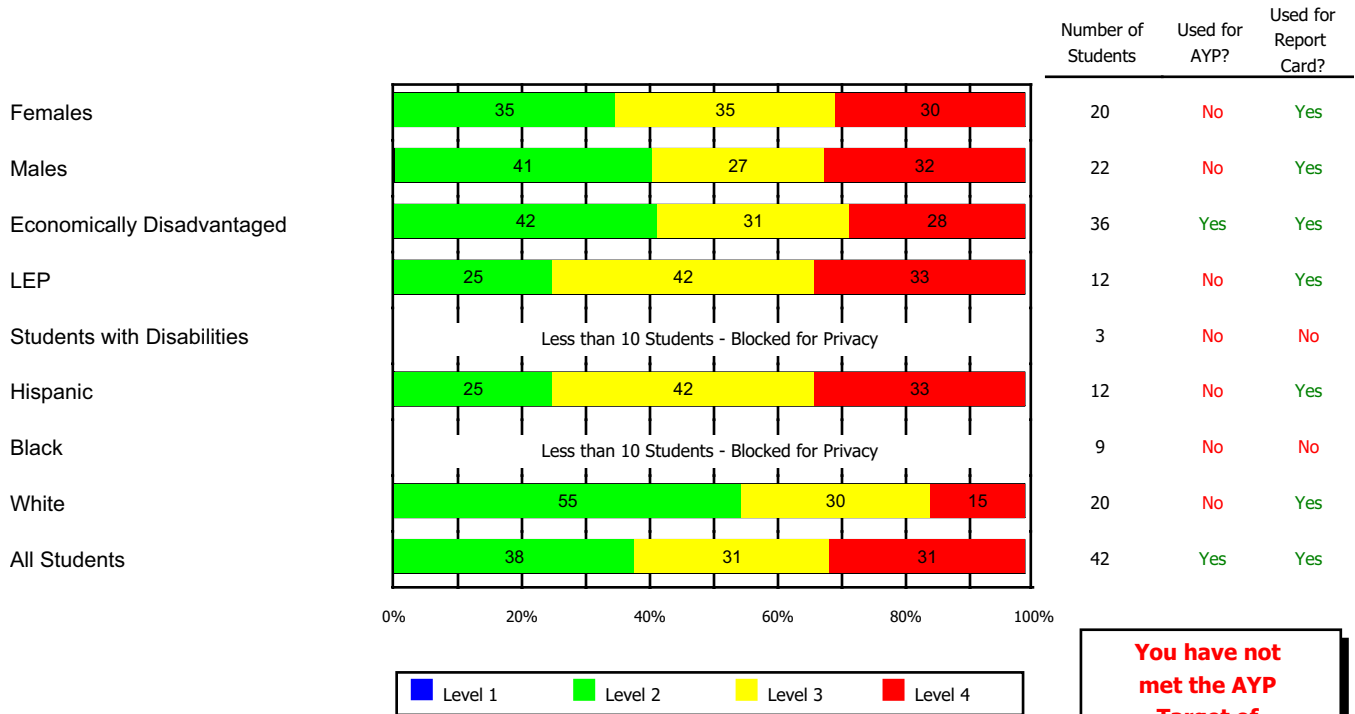 Number of Students Used for AYP? Used for Report Card?
Females 35 35 30 20 No Yes
Males 41 27 32 22 No Yes
Economically Disadvantaged 42 31 28 36 Yes Yes
LEP 25 42 33 12 No Yes
Students with Disabilities Less than 10 Students - Blocked for Privacy 3 No No
Hispanic 25 42 33 12 No Yes
Black Less than 10 Students - Blocked for Privacy 9 No No
White 55 30 15 20 No Yes
All Students 38 31 31 42 Yes Yes
0% 20% 40% 60% 80% 100%
Level 1 Level 2 Level 3 Level 4
You have not
met the AYP
Target of